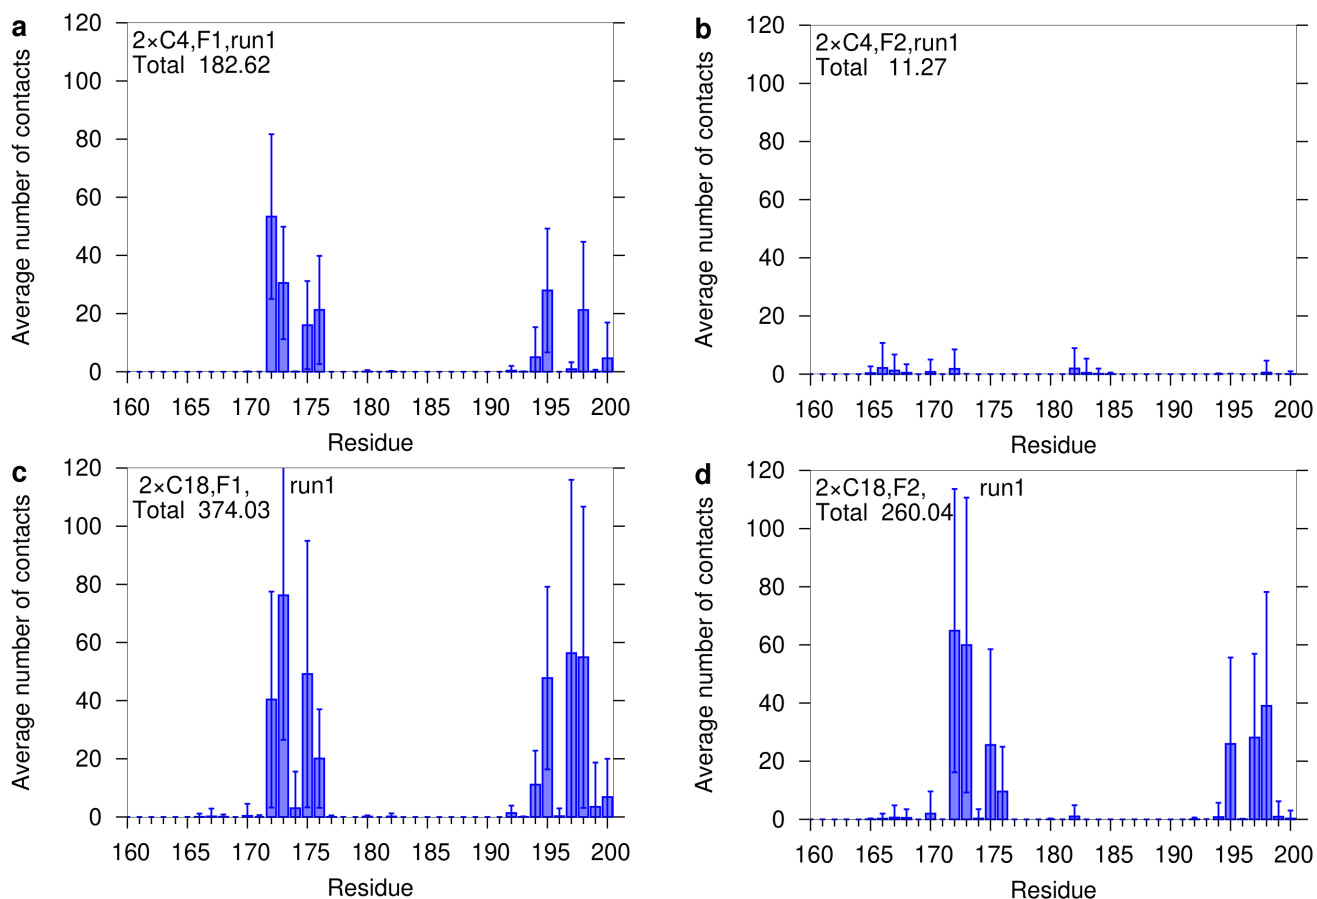 a
120
100
80
60
40
20
0
Average number of contacts
2×C4,F1,run1
Total 182.62
160 165 170 175 180 185 190 195 200
Residue
b
120
100
80
60
40
20
0
Average number of contacts
2×C4,F2,run1
Total 11.27
160 165 170 175 180 185 190 195 200
Residue
c
120
100
80
60
40
20
0
Average number of contacts
2×C18,F1, run1
Total 374.03
160 165 170 175 180 185 190 195 200
Residue
d
120
100
80
60
40
20
0
Average number of contacts
2×C18,F2, run1
Total 260.04
160 165 170 175 180 185 190 195 200
Residue